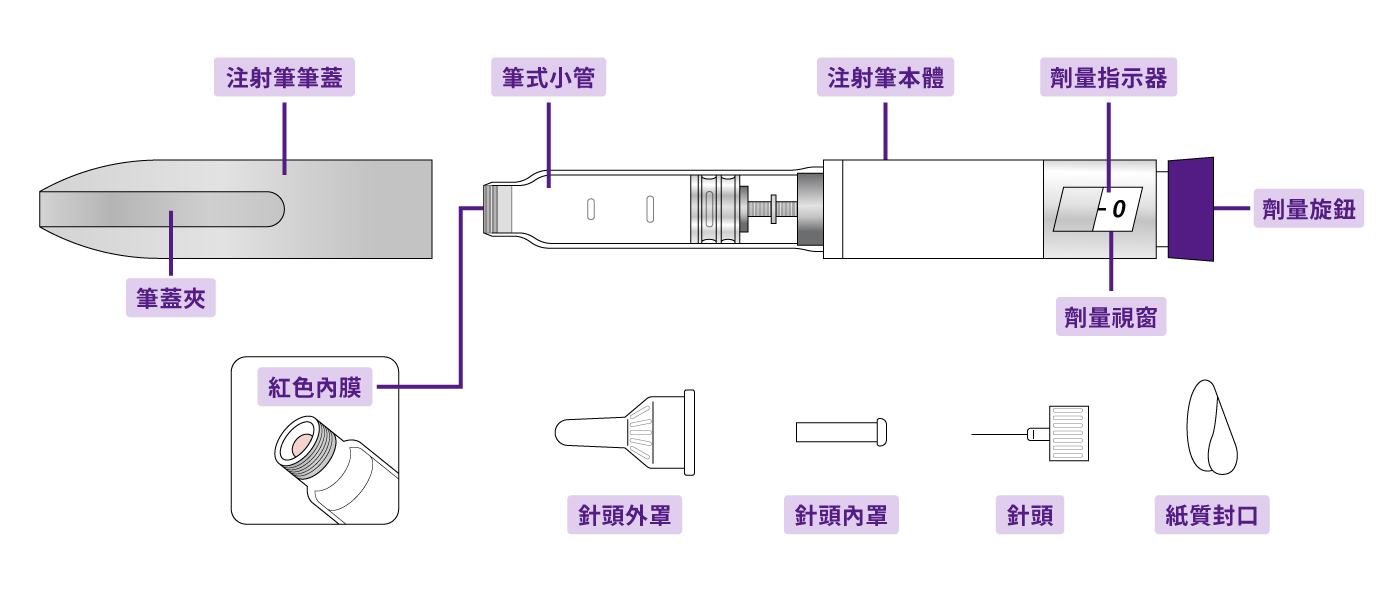 注射筆筆蓋
筆式小管
注射筆本體
劑量指示器
0
劑量旋鈕
筆蓋夾
劑量視窗
紅色內膜
針頭外罩
針頭內罩
針頭
紙質封口